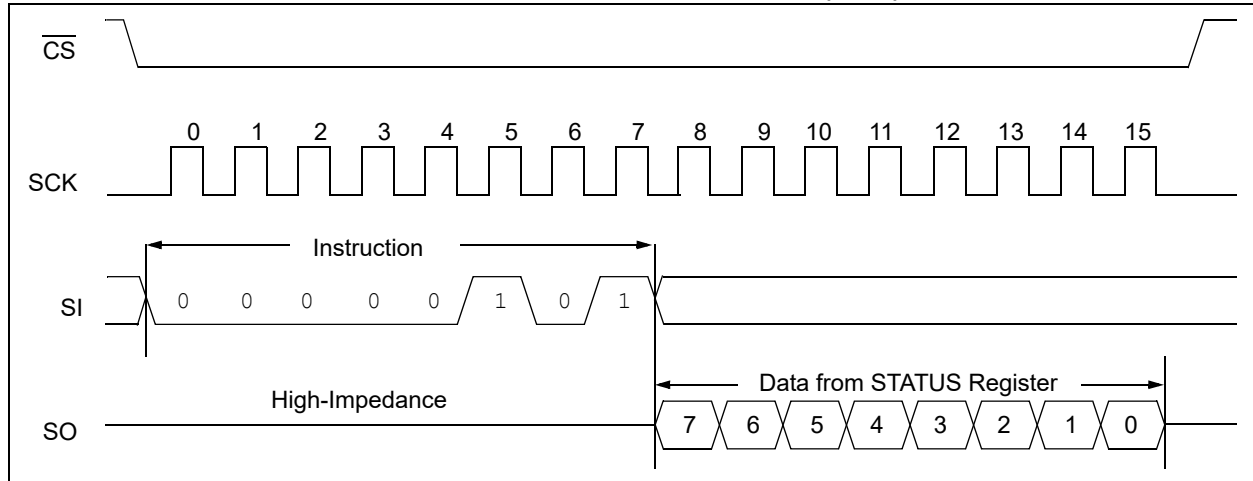 CS
0 1 2 3 4 5 6 7 8 9 10 11 12 13 14 15
SCK
Instruction
SI 0 0 0 0 0 1 0 1
Data from STATUS Register
High-Impedance
SO 7 6 5 4 3 2 1 0